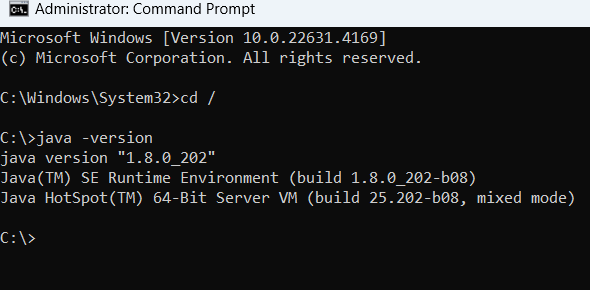 Administrator: Command Prompt
Microsoft Windows [Version 10.0.22631.4169]
(c) Microsoft Corporation. All rights reserved.
C:\Windows\System32>cd /
C:\>java -version
java version "1.8.0_202"
Java(TM) SE Runtime Environment (build 1.8.0_202-b08)
Java HotSpot(TM) 64-Bit Server VM (build 25.202-b08, mixed mode)
C:\>